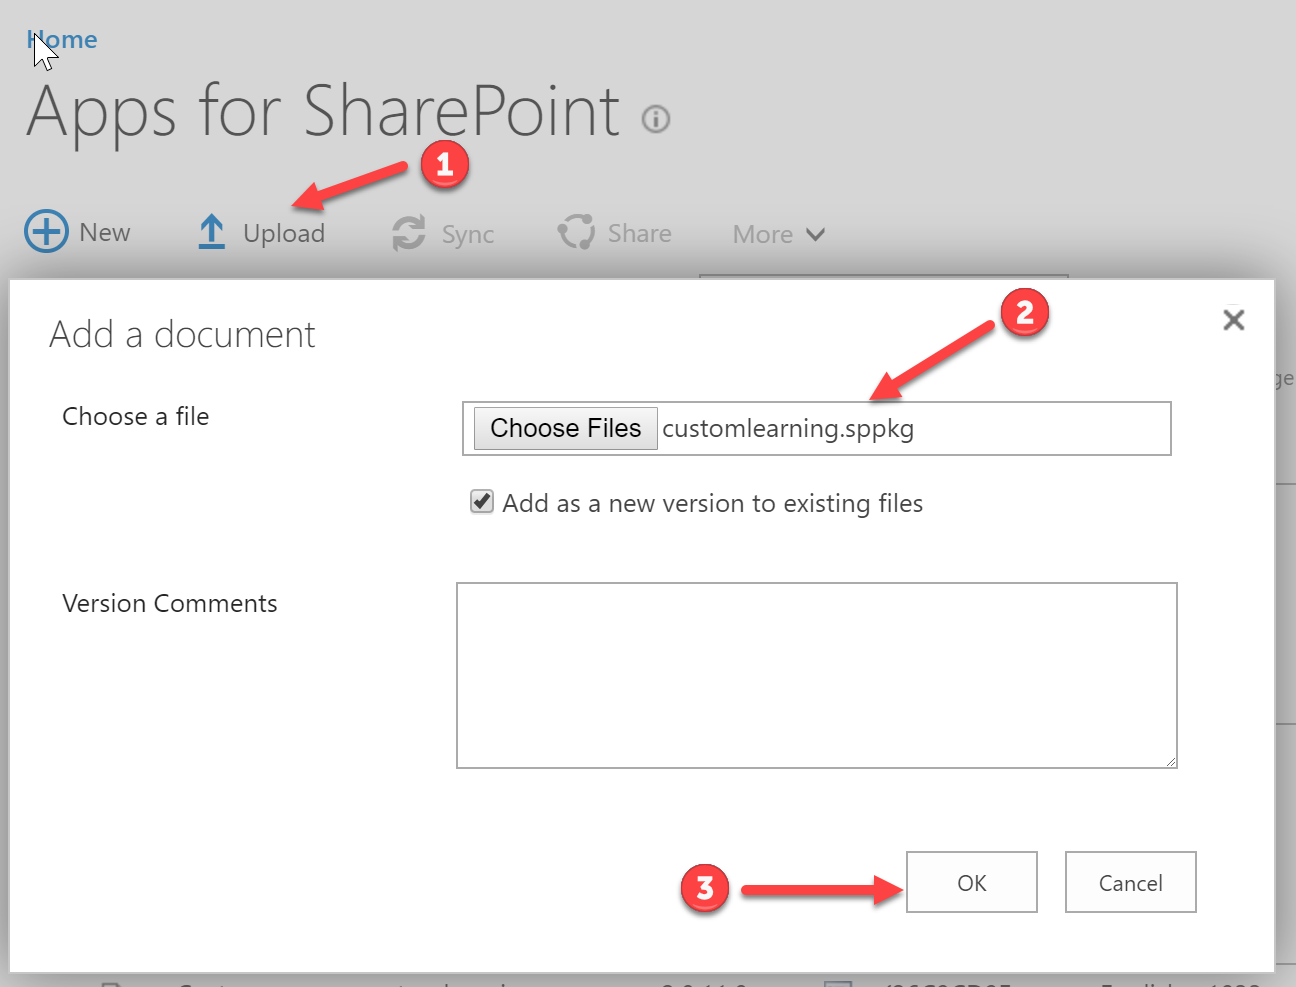 Home
Apps for SharePoint
1
New Upload Sync Share More
2
Add a document
Choose a file
Choose Files customlearning.sppkg
Add as a new version to existing files
Version Comments
3
OK Cancel